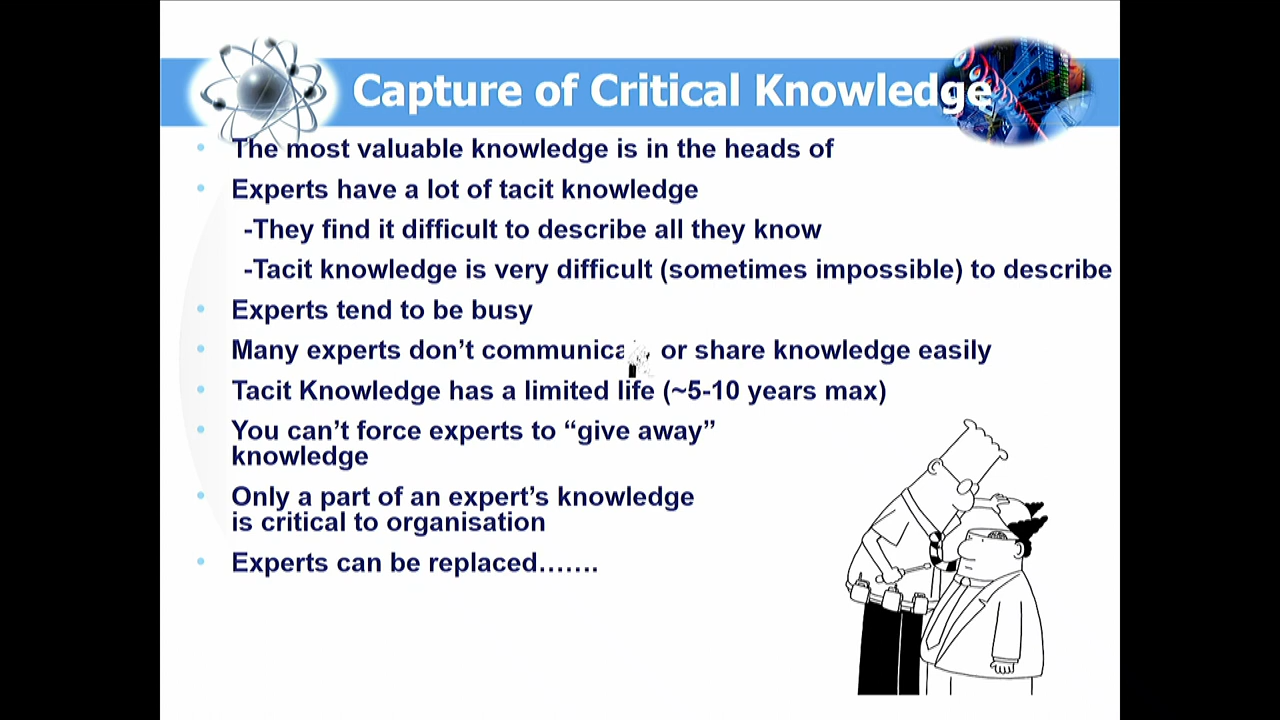 Capture of Critical Knowledge
• The most valuable knowledge is in the heads of
• Experts have a lot of tacit knowledge
-They find it difficult to describe all they know
-Tacit knowledge is very difficult (sometimes impossible) to describe
• Experts tend to be busy
• Many experts don’t or share knowledge easily
• Tacit Knowledge has a limited life (~5-10 years max)
• You can’t force experts to “give away”
knowledge
• Only a part of an expert’s knowledge
is critical to organisation
• Experts can be replaced…….